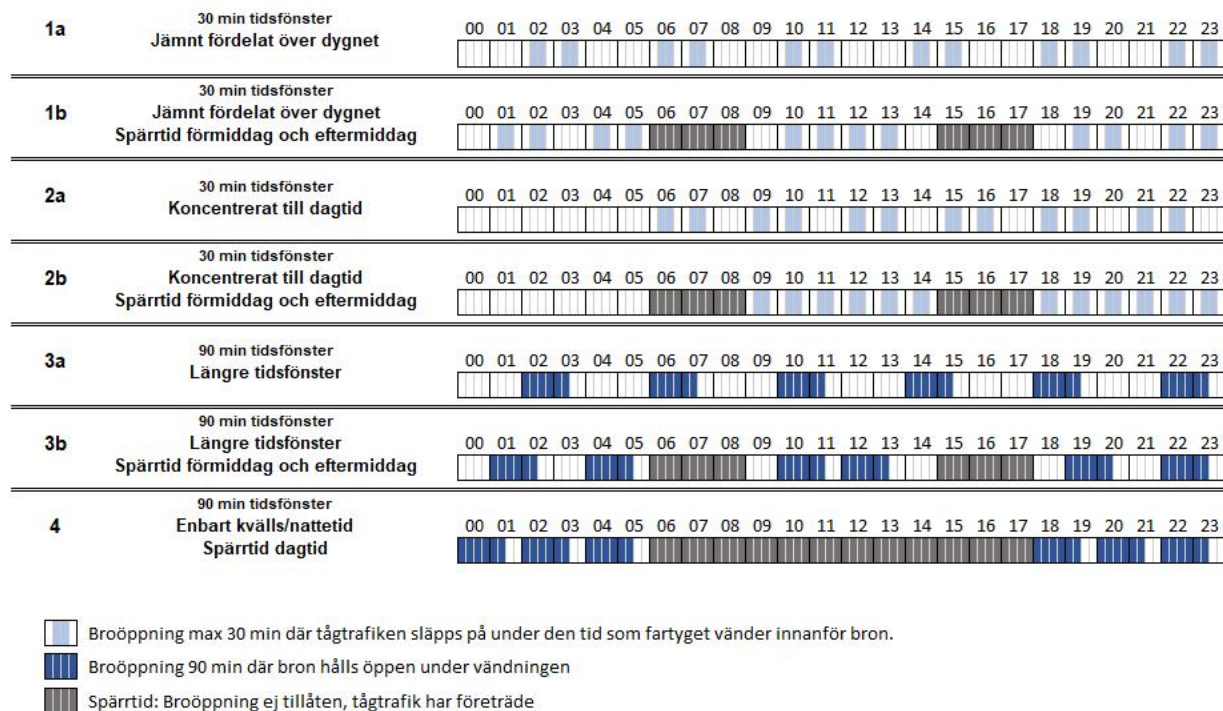 30 min tidsfönster
1a
Jämnt fördelat över dygnet
00 01 02 03 04 05 06 07 08 09 10 11 12 13 14 15 16 17 18 19 20 21 22 23
30 min tidsfönster
1b
Jämnt fördelat över dygnet
Spärrtid förmiddag och eftermiddag
00 01 02 03 04 05 06 07 08 09 10 11 12 13 14 15 16 17 18 19 20 21 22 23
30 min tidsfönster
2a
Koncentrerat till dagtid
00 01 02 03 04 05 06 07 08 09 10 11 12 13 14 15 16 17 18 19 20 21 22 23
30 min tidsfönster
2b
Koncentrerat till dagtid
Spärrtid förmiddag och eftermiddag
00 01 02 03 04 05 06 07 08 09 10 11 12 13 14 15 16 17 18 19 20 21 22 23
90 min tidsfönster
3a
Längre tidsfönster
00 01 02 03 04 05 06 07 08 09 10 11 12 13 14 15 16 17 18 19 20 21 22 23
90 min tidsfönster
3b
Längre tidsfönster
Spärrtid förmiddag och eftermiddag
00 01 02 03 04 05 06 07 08 09 10 11 12 13 14 15 16 17 18 19 20 21 22 23
90 min tidsfönster
4
Enbart kvälls/nattetid
Spärrtid dagtid
00 01 02 03 04 05 06 07 08 09 10 11 12 13 14 15 16 17 18 19 20 21 22 23
Broöppning max 30 min där tågtrafiken släpps på under den tid som fartyget vänder innanför bron.
Broöppning 90 min där bron hålls öppen under vändningen
Spärrtid: Broöppning ej tillåten, tågtrafik har företräde